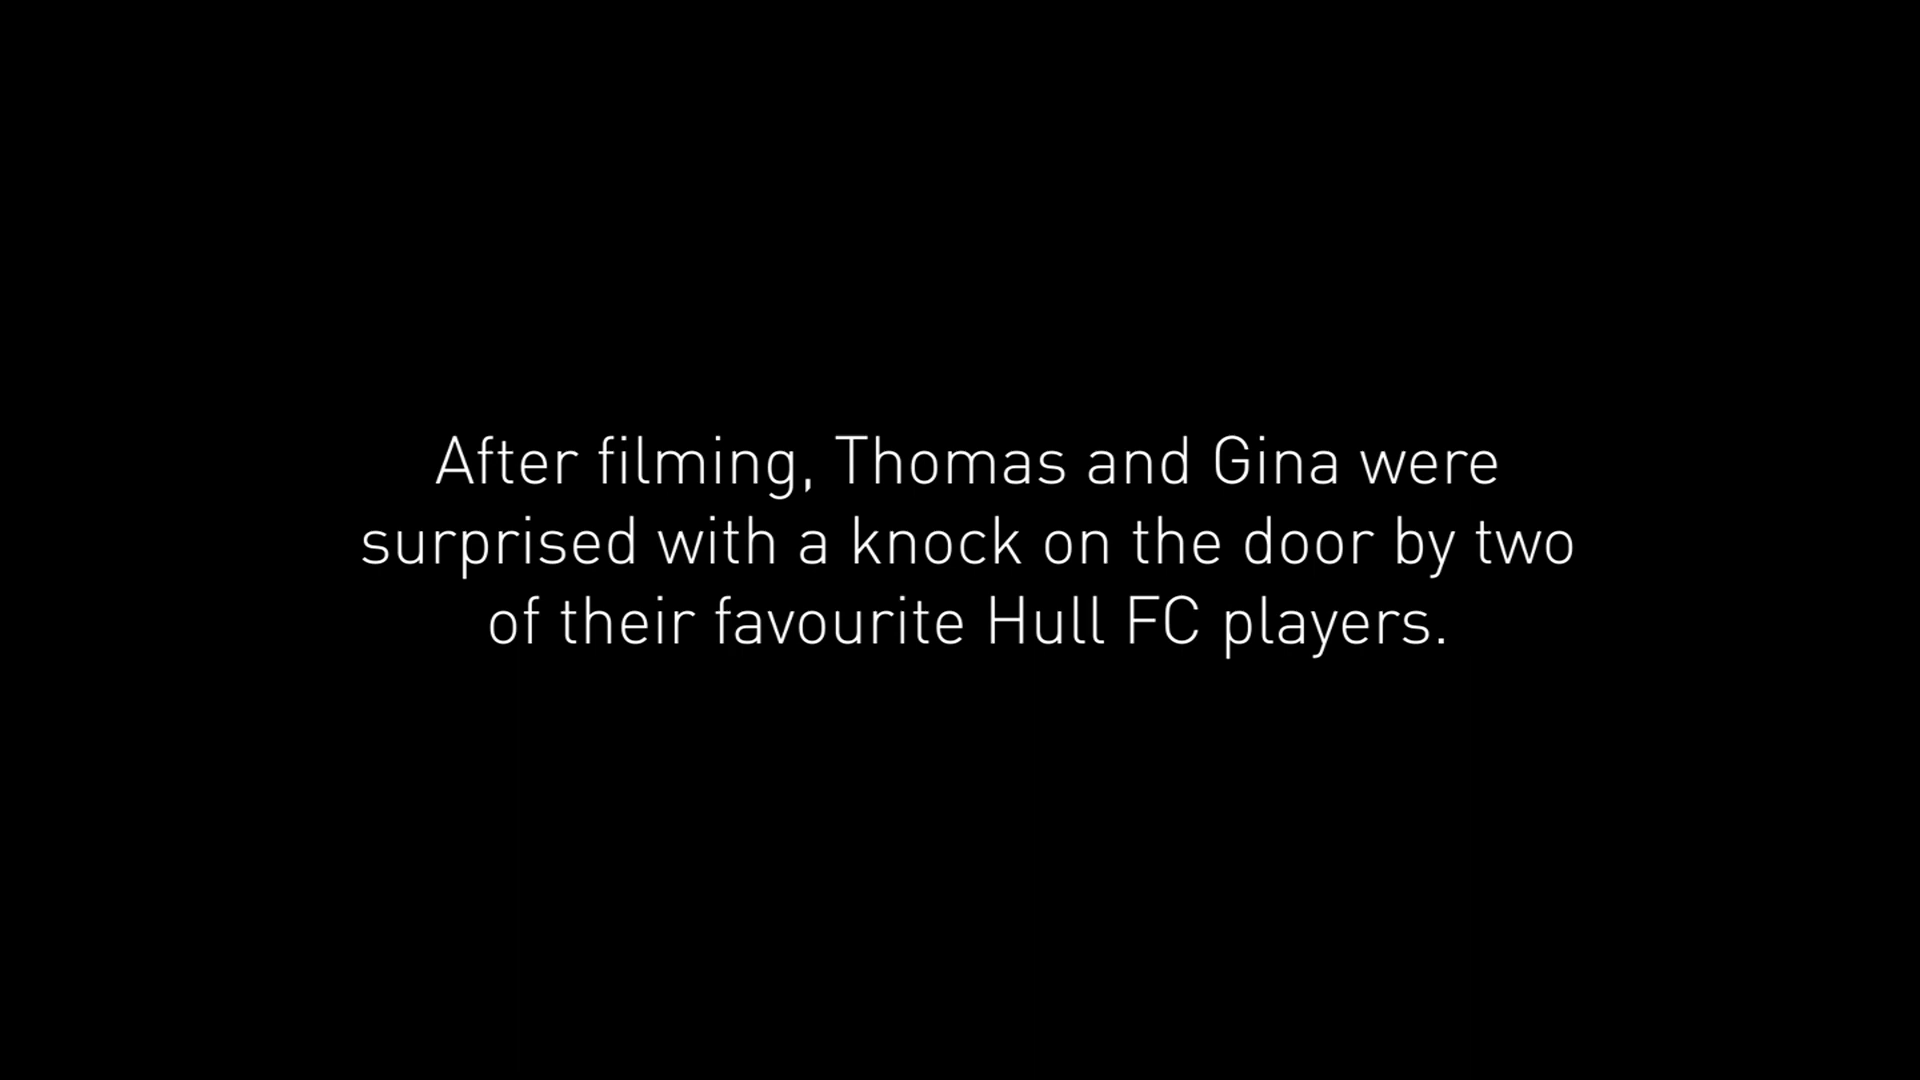 After filming, Thomas and Gina were
surprised with a knock on the door by two
of their favourite Hull FC players.